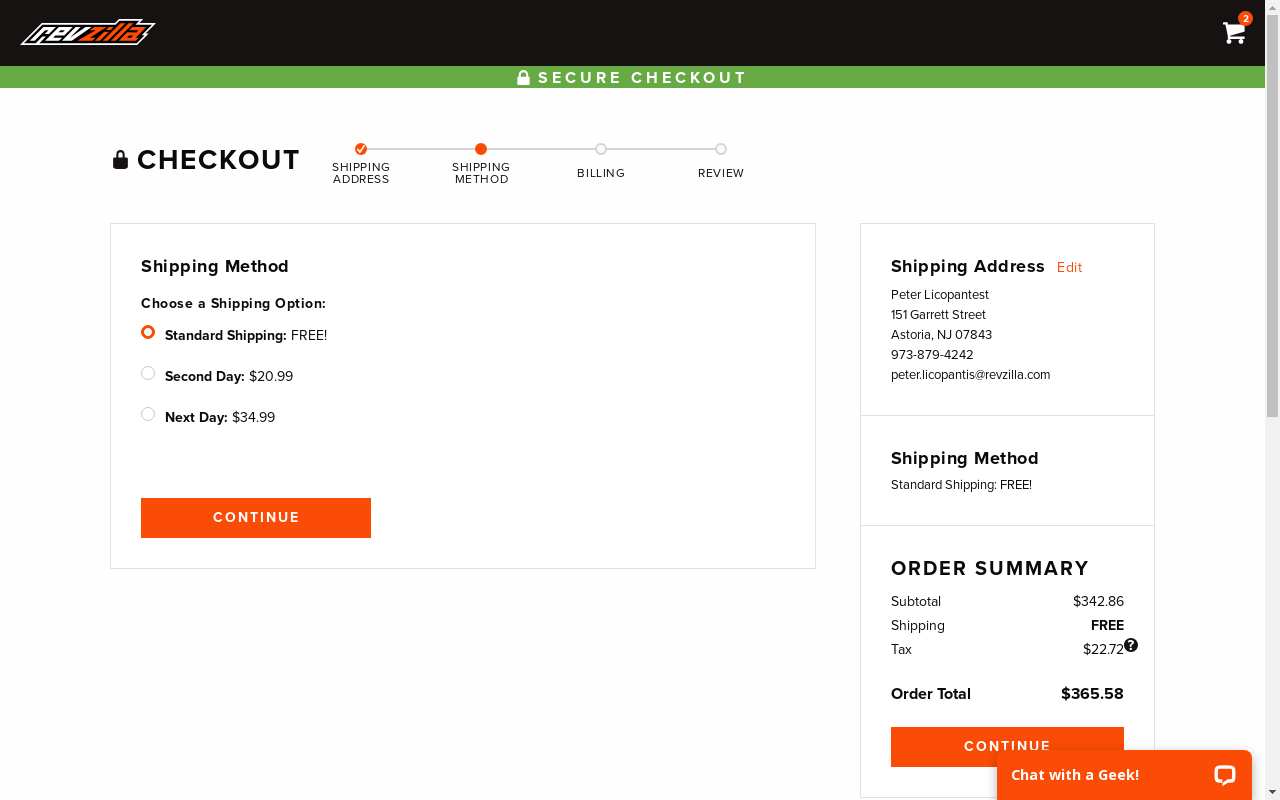 revzilla
2
SECURE CHECKOUT
CHECKOUT
SHIPPING
ADDRESS
SHIPPING
METHOD
BILLING
REVIEW
Shipping Method
Choose a Shipping Option:
Standard Shipping: FREE!
Second Day: $20.99
Next Day: $34.99
CONTINUE
Shipping Address Edit
Peter Licopantest
151 Garrett Street
Astoria, NJ 07843
973-879-4242
peter.licopantis@revzilla.com
Shipping Method
Standard Shipping: FREE!
ORDER SUMMARY
Subtotal $342.86
Shipping FREE
Tax $22.72 ?
Order Total $365.58
CONTINUE
Chat with a Geek!